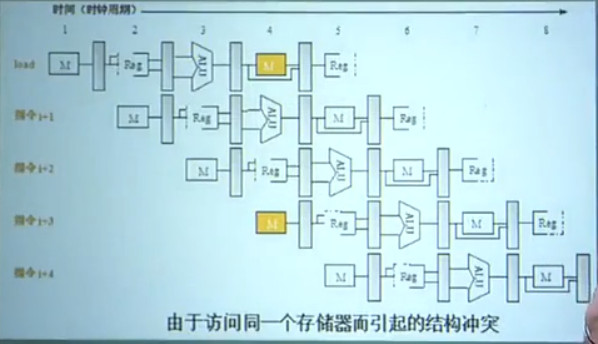 时间（时钟周期）
1 2 3 4 5 6 7 8
load M Reg ALU M Reg
指令i+1 M Reg ALU M Reg
指令i+2 M Reg ALU M Reg
指令i+3 M Reg ALU M Reg
指令i+4 M Reg ALU M
由于访问同一个存储器而引起的结构冲突